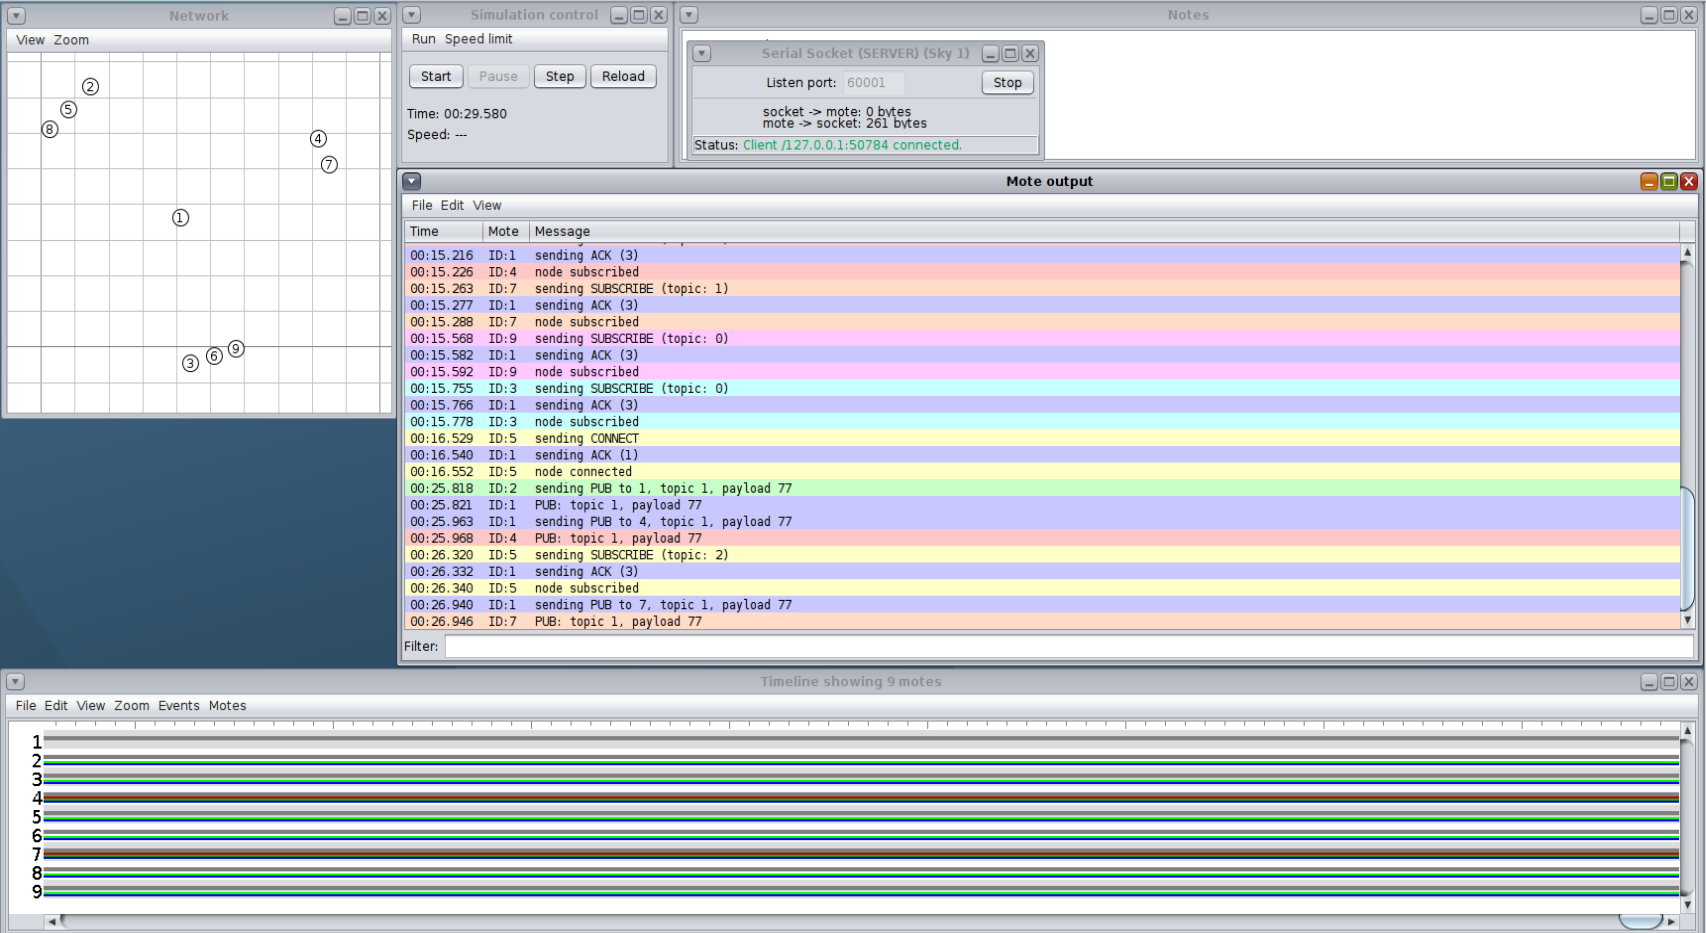 Network
View Zoom
2
5
8
4
7
1
9
6
3
Simulation control
Run Speed limit
Start Pause Step Reload
Time: 00:29.580
Speed: ---
Notes
Serial Socket (SERVER) (Sky 1)
Listen port: 60001 Stop
socket -> mote: 0 bytes
mote -> socket: 261 bytes
Status: Client /127.0.0.1:50784 connected.
Mote output
File Edit View
Time Mote Message
00:15.216 ID:1 sending ACK (3)
00:15.226 ID:4 node subscribed
00:15.263 ID:7 sending SUBSCRIBE (topic: 1)
00:15.277 ID:1 sending ACK (3)
00:15.288 ID:7 node subscribed
00:15.568 ID:9 sending SUBSCRIBE (topic: 0)
00:15.582 ID:1 sending ACK (3)
00:15.592 ID:9 node subscribed
00:15.755 ID:3 sending SUBSCRIBE (topic: 0)
00:15.766 ID:1 sending ACK (3)
00:15.778 ID:3 node subscribed
00:16.529 ID:5 sending CONNECT
00:16.540 ID:1 sending ACK (1)
00:16.552 ID:5 node connected
00:25.818 ID:2 sending PUB to 1, topic 1, payload 77
00:25.821 ID:1 PUB: topic 1, payload 77
00:25.963 ID:1 sending PUB to 4, topic 1, payload 77
00:25.968 ID:4 PUB: topic 1, payload 77
00:26.320 ID:5 sending SUBSCRIBE (topic: 2)
00:26.332 ID:1 sending ACK (3)
00:26.340 ID:5 node subscribed
00:26.940 ID:1 sending PUB to 7, topic 1, payload 77
00:26.946 ID:7 PUB: topic 1, payload 77
Filter:
Timeline showing 9 motes
File Edit View Zoom Events Motes
1
2
3
4
5
6
7
8
9